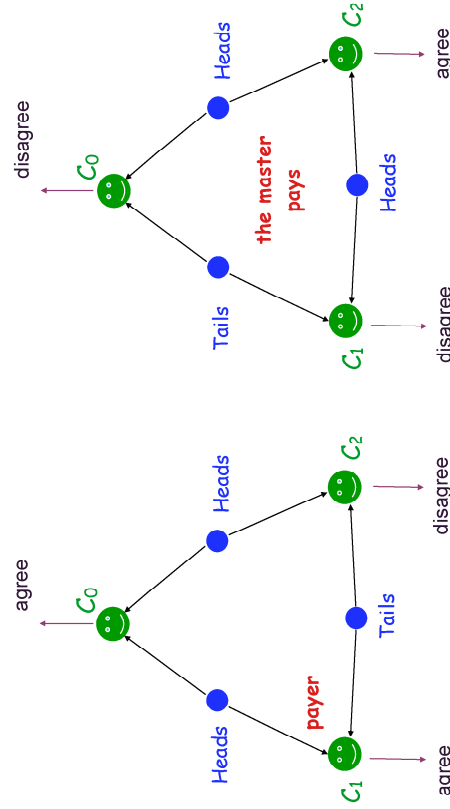 disagree
C0
Tails
Heads
the master
pays
C1
Heads
C2
disagree
agree
agree
C0
Heads
Heads
payer
C1
Tails
C2
agree
disagree